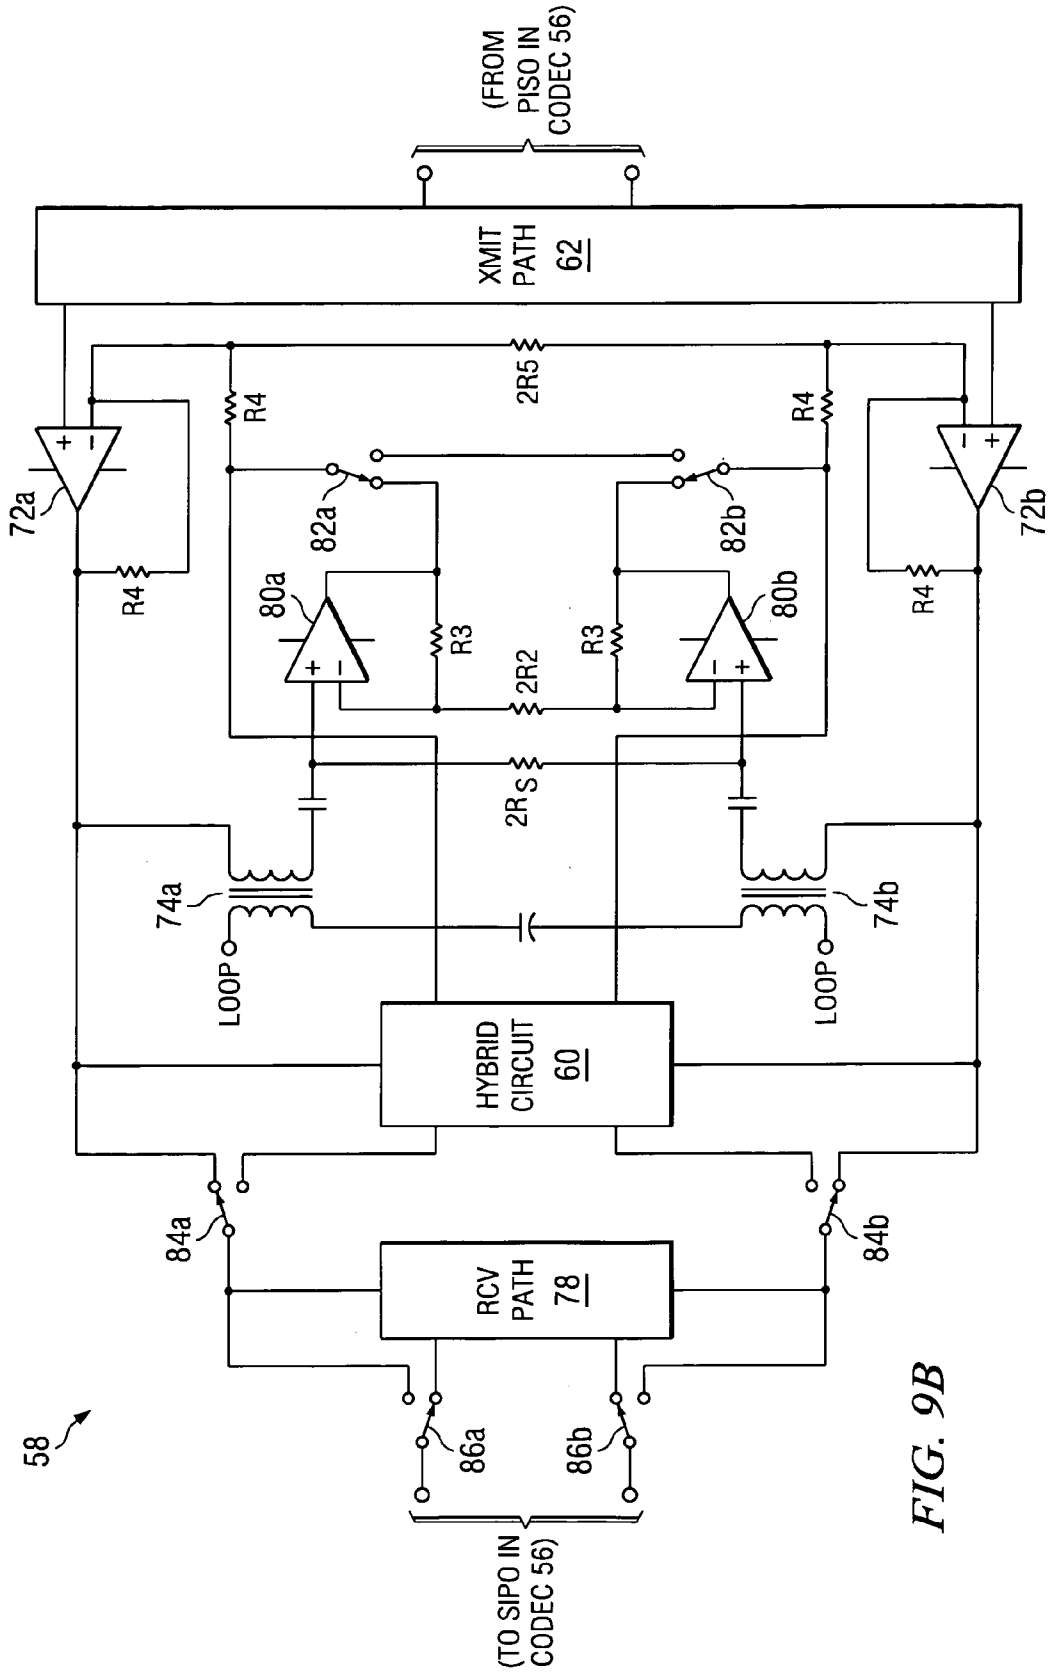 58
(TO SIPO IN
CODEC 56)
86a
86b
RCV
PATH
78
84a
84b
HYBRID
CIRCUIT
60
LOOP
LOOP
74a
74b
2RS
2R2
R3
R3
80a
80b
82a
82b
R4
R4
R4
R4
2R5
72a
72b
+
−
+
−
−
+
−
+
XMIT
PATH
62
(FROM
PISO IN
CODEC 56)
FIG. 9B